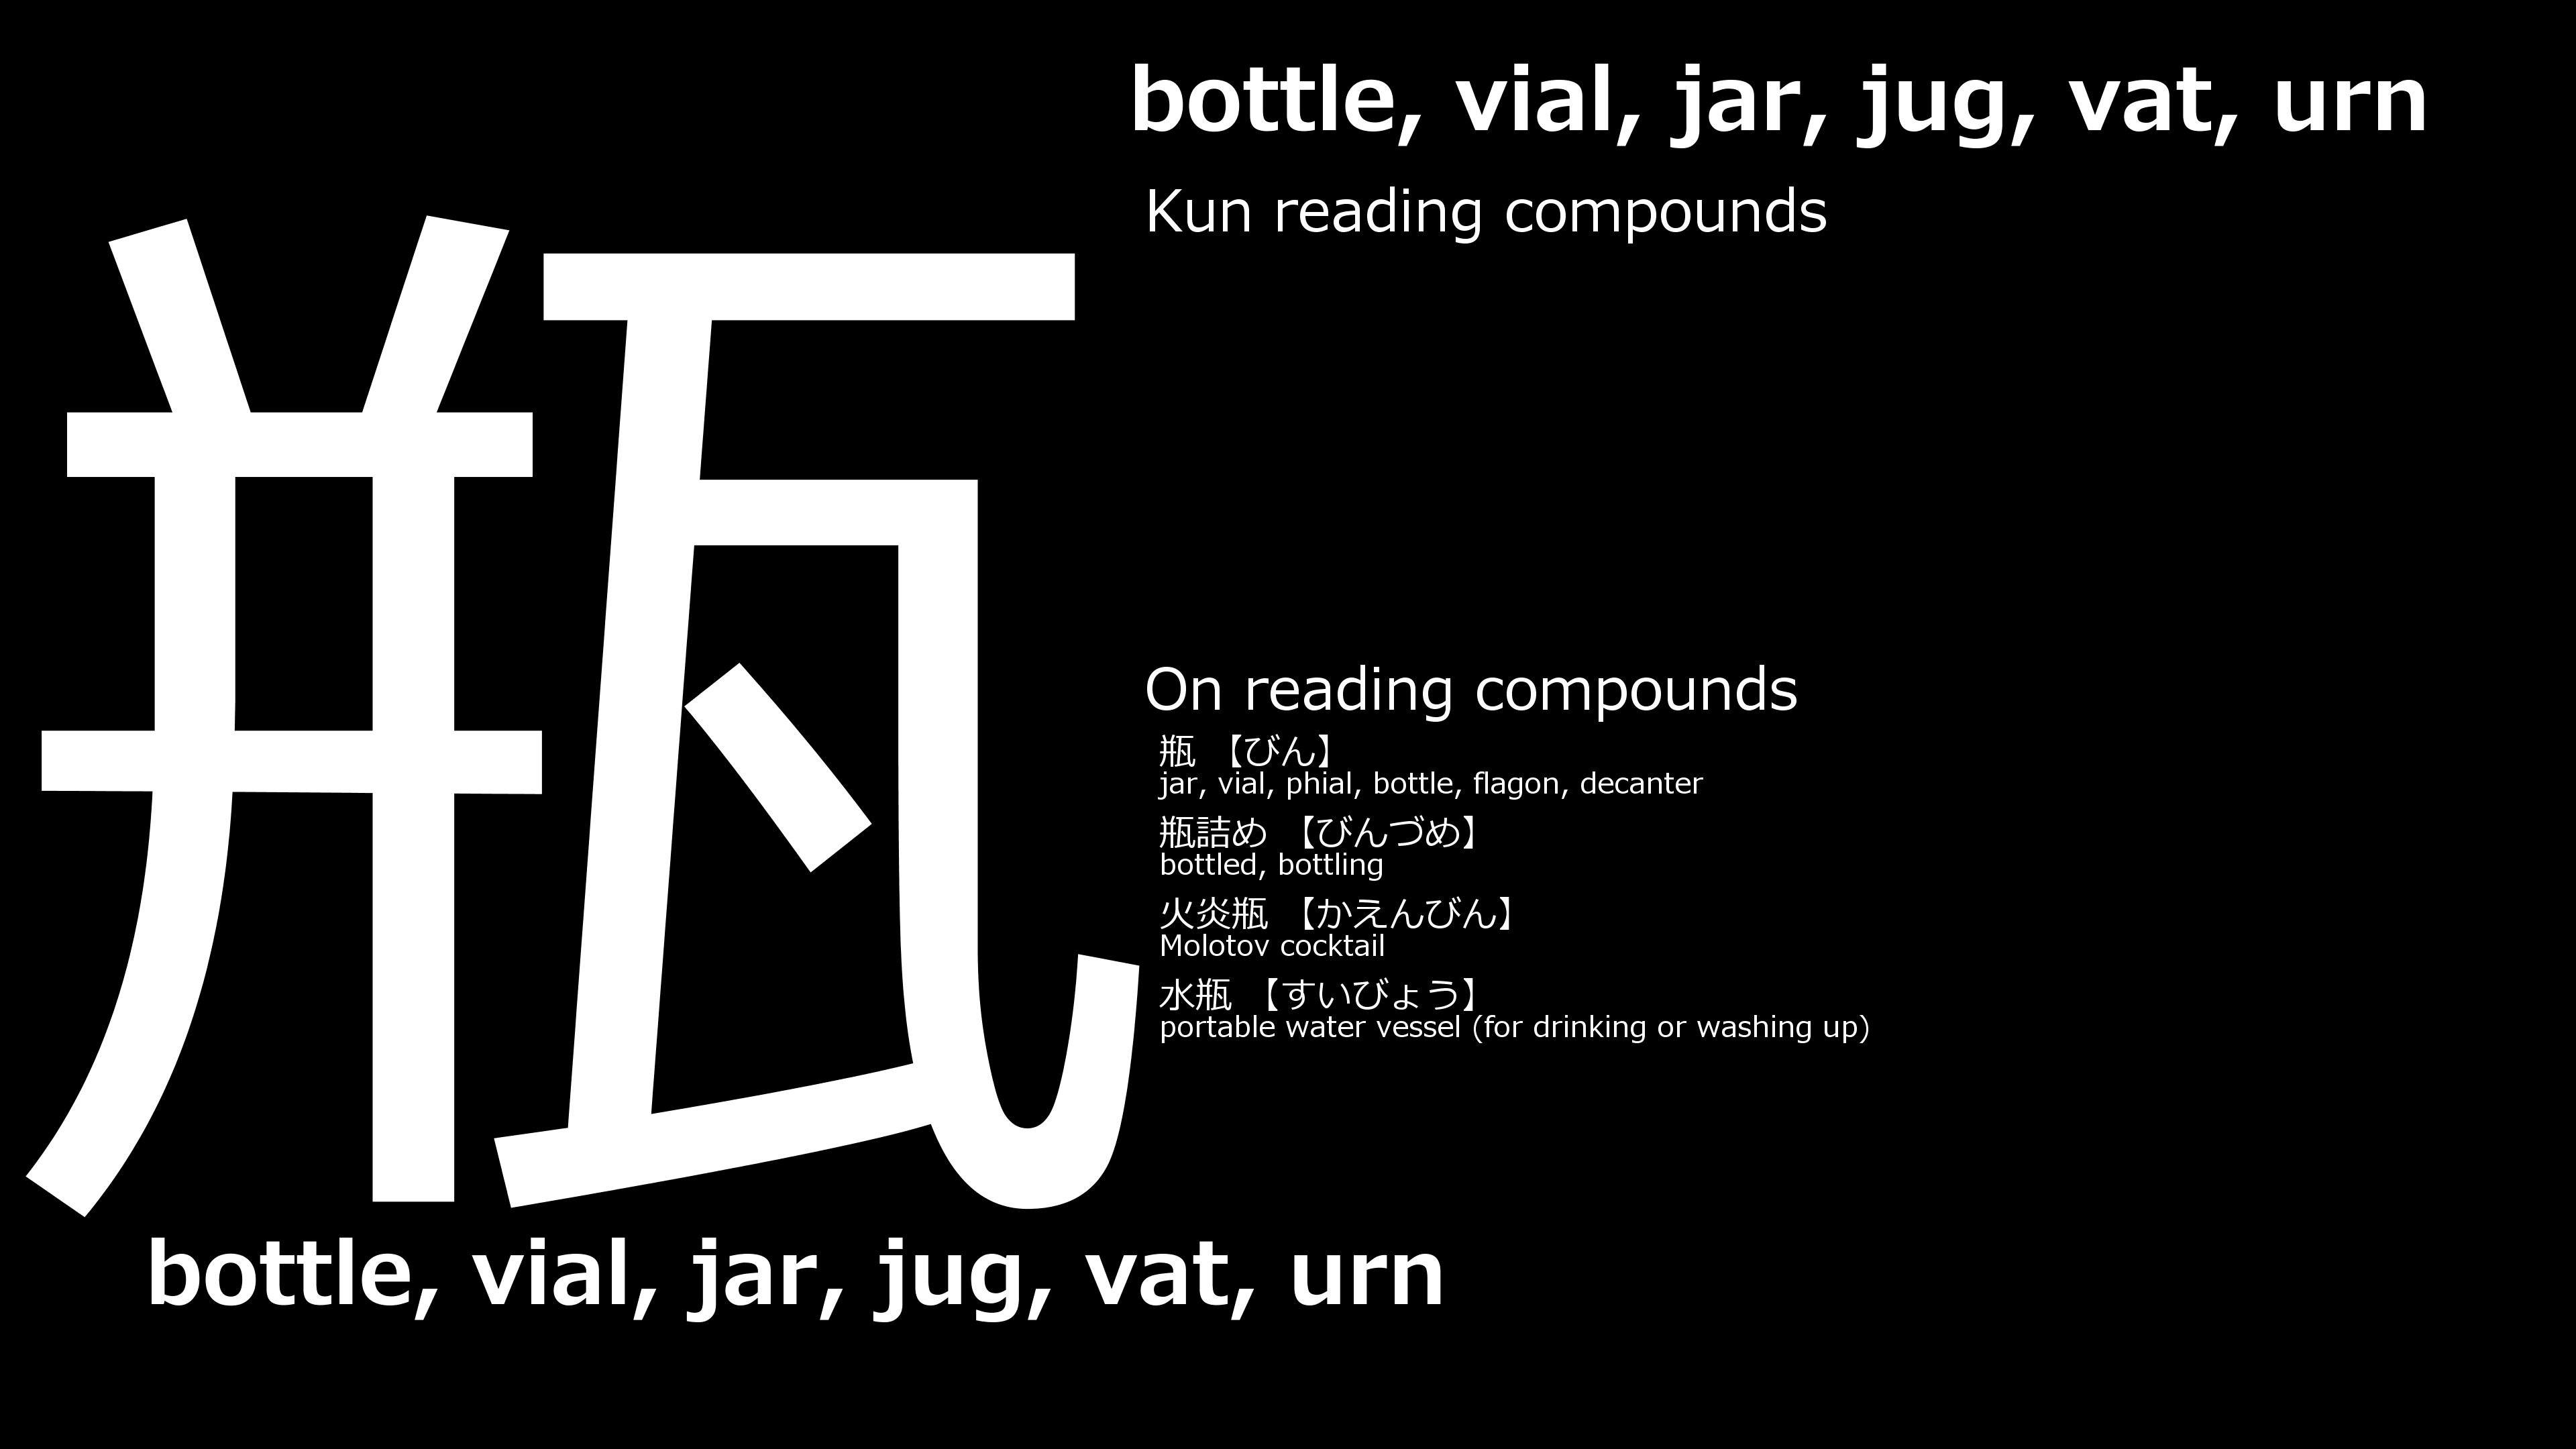 瓶
bottle, vial, jar, jug, vat, urn
bottle, vial, jar, jug, vat, urn
Kun reading compounds
On reading compounds
瓶 【びん】
jar, vial, phial, bottle, flagon, decanter
瓶詰め 【びんづめ】
bottled, bottling
火炎瓶 【かえんびん】
Molotov cocktail
水瓶 【すいびょう】
portable water vessel (for drinking or washing up)